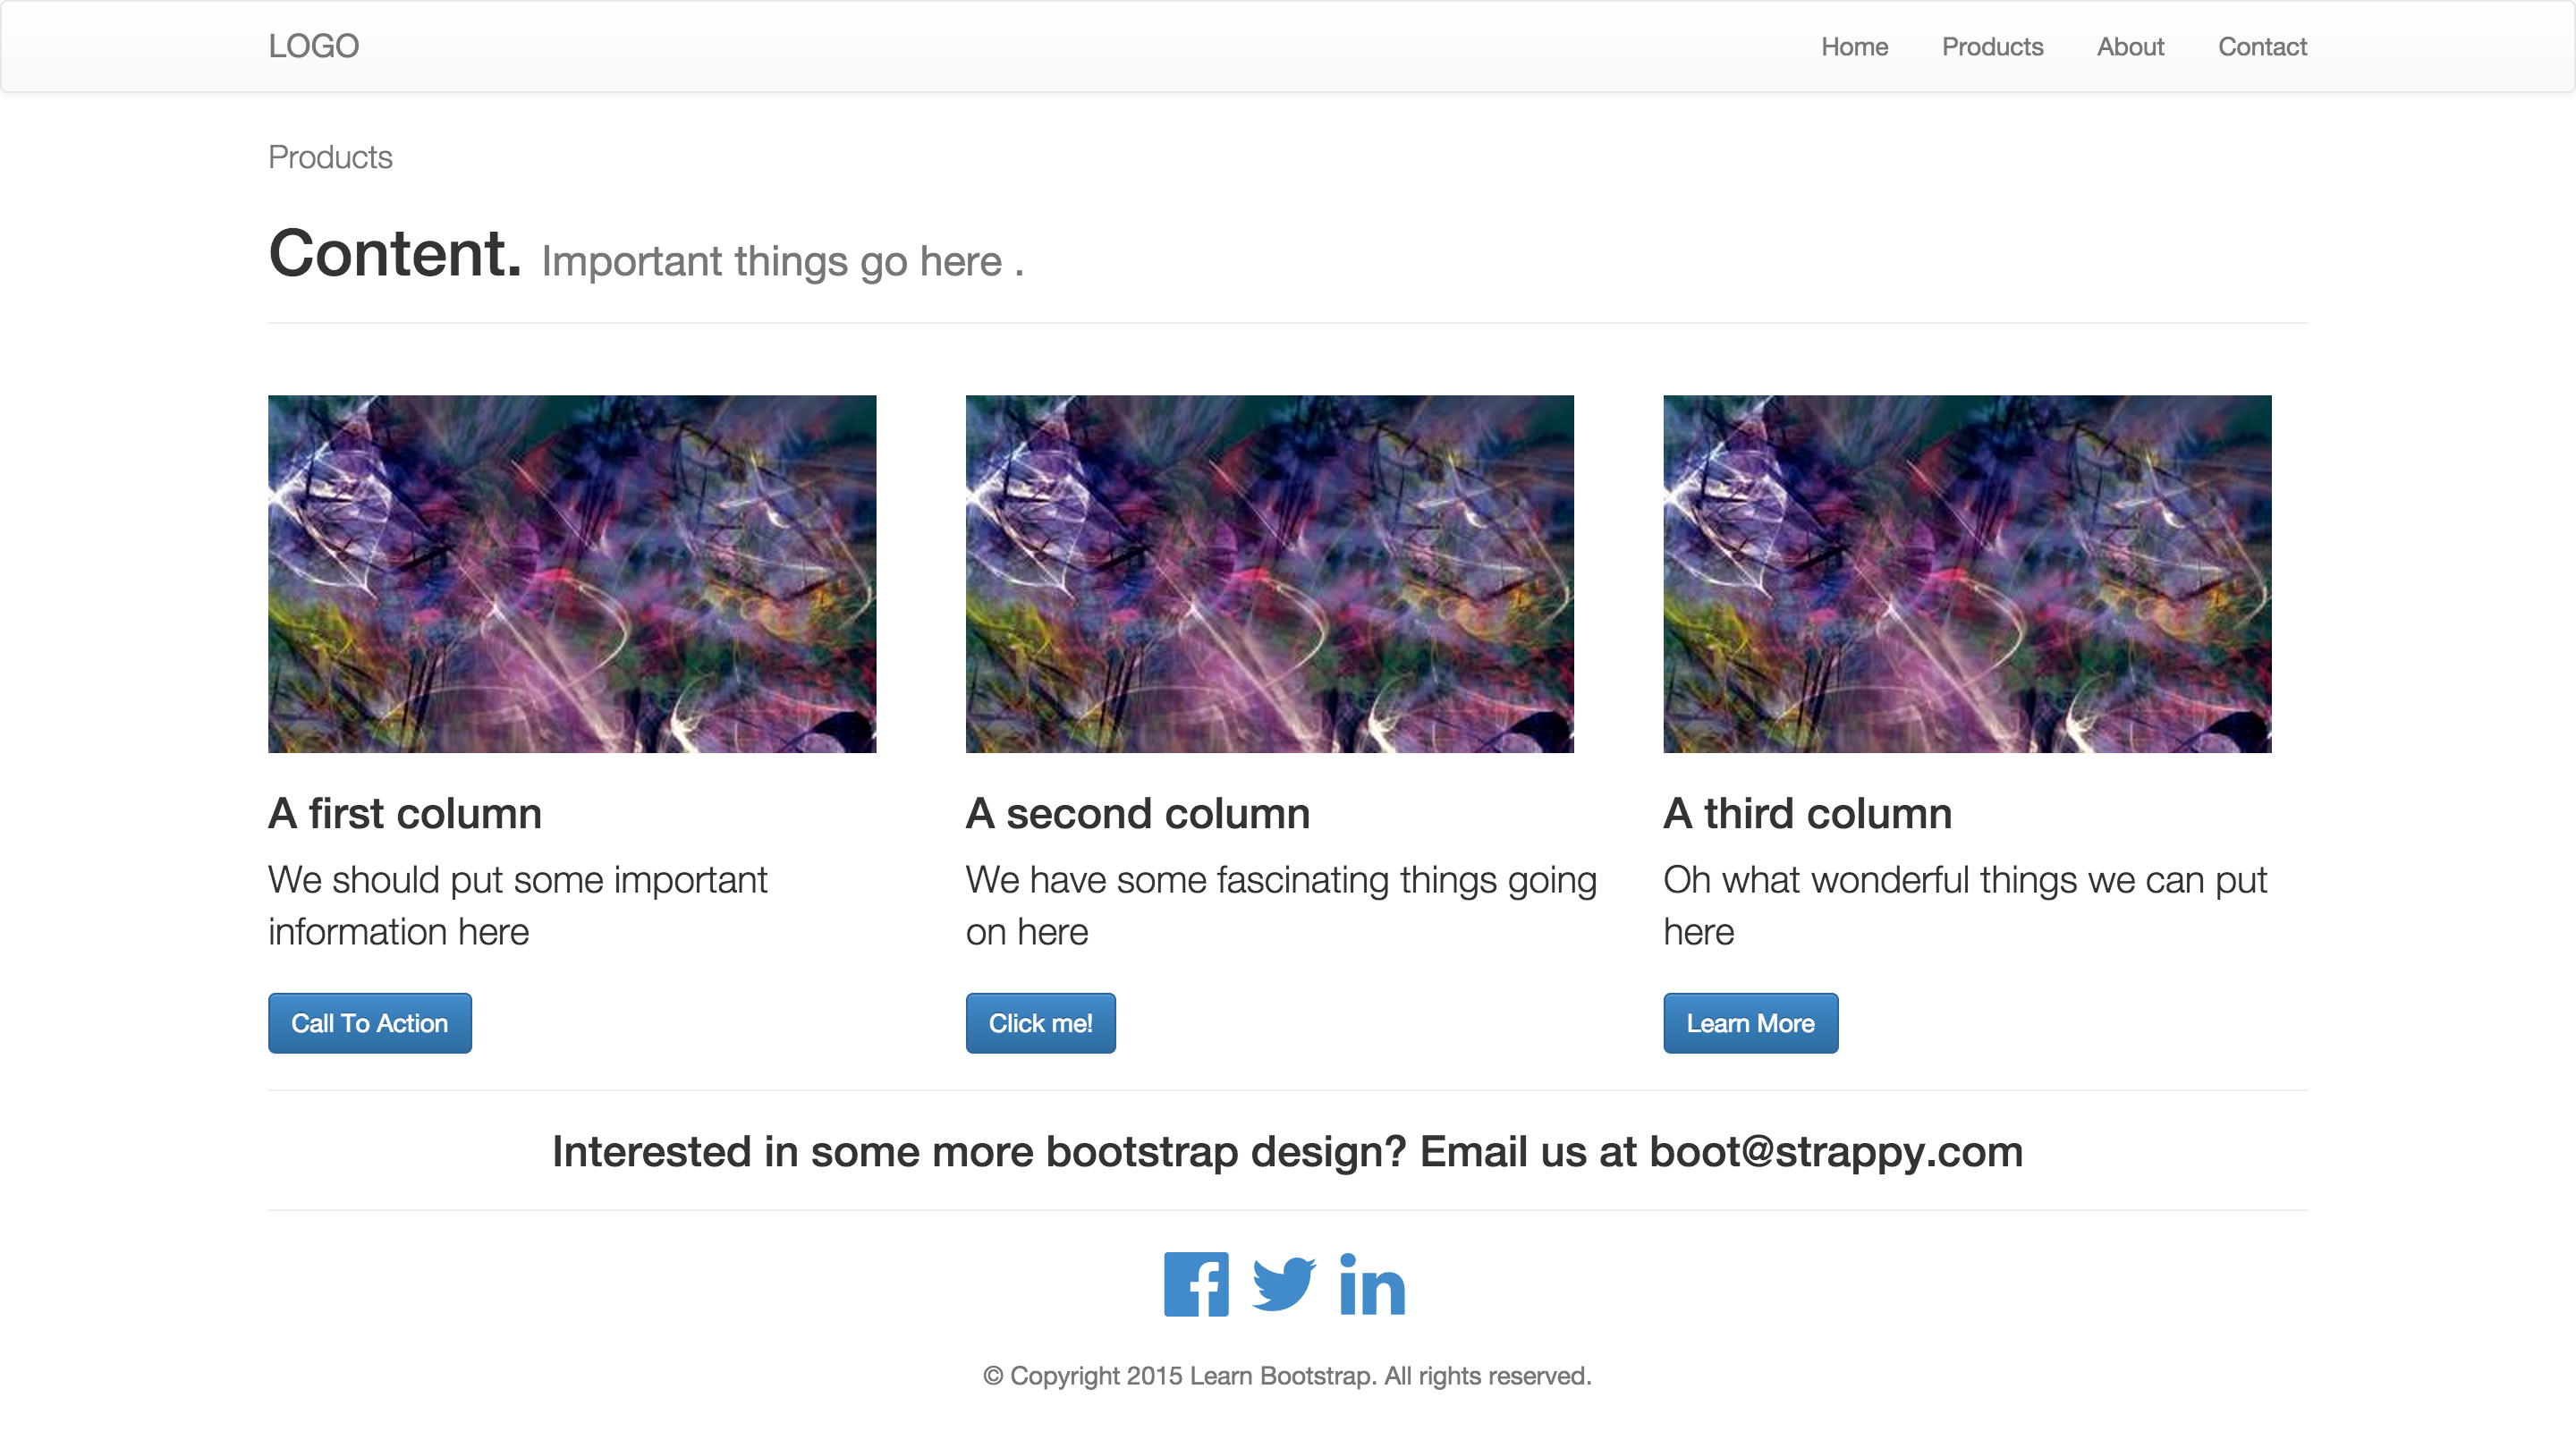 LOGO
Home Products About Contact
Products
Content. Important things go here .
A first column
We should put some important
information here
Call To Action
A second column
We have some fascinating things going
on here
Click me!
A third column
Oh what wonderful things we can put
here
Learn More
Interested in some more bootstrap design? Email us at boot@strappy.com
© Copyright 2015 Learn Bootstrap. All rights reserved.